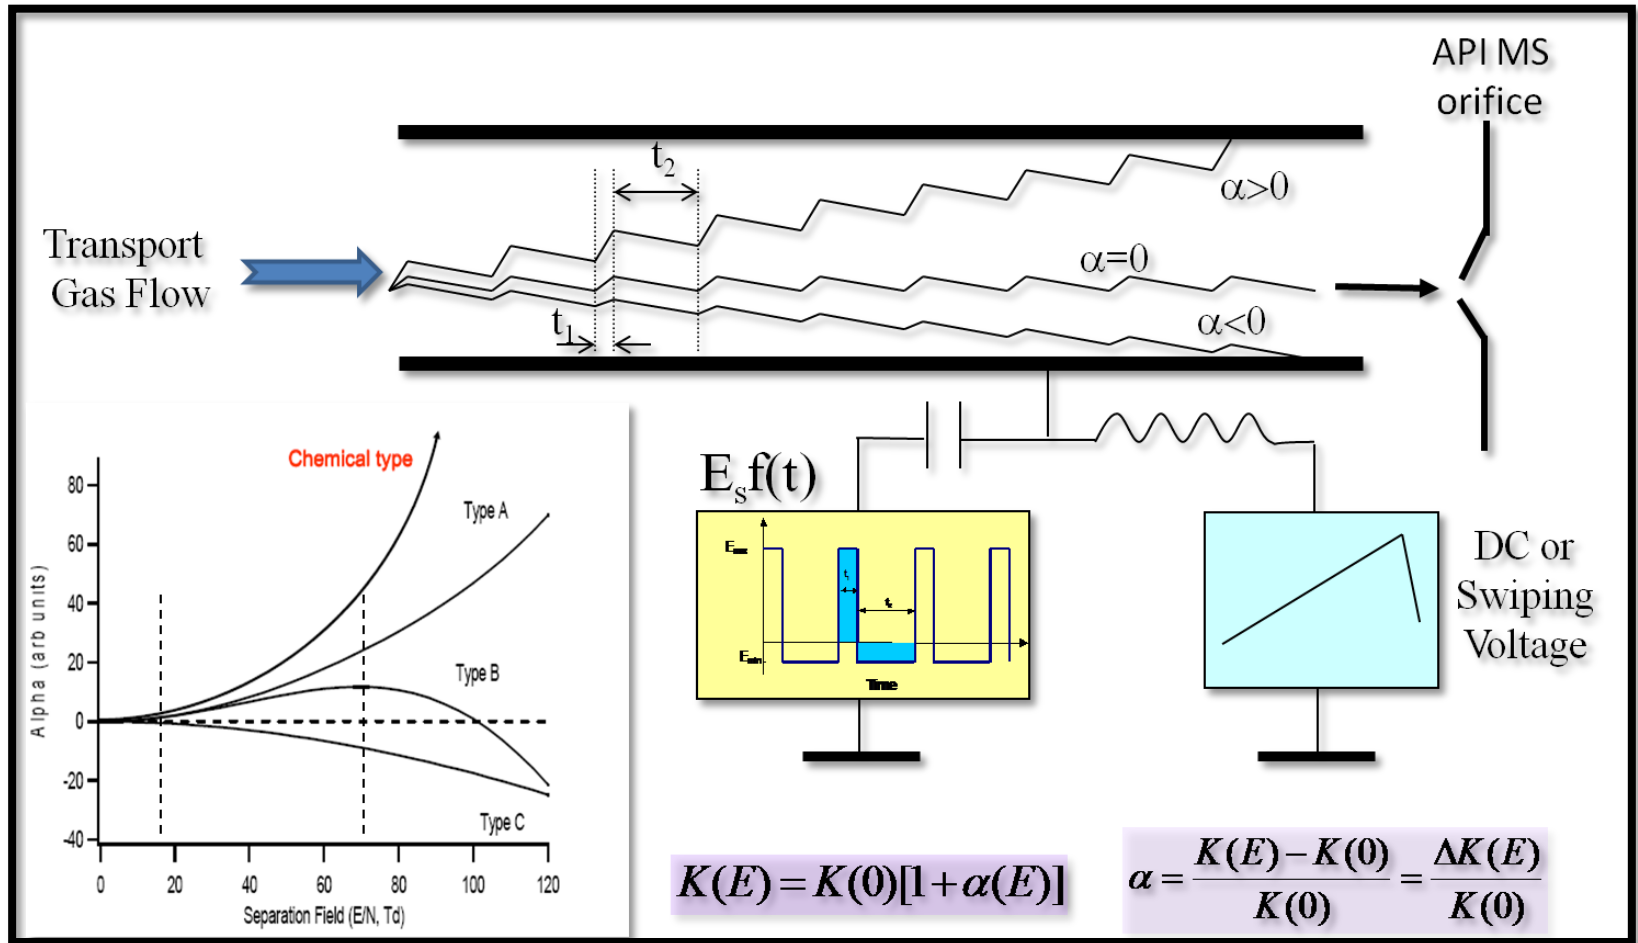 API MS
orifice
t₂
α>0
Transport
Gas Flow
α=0
t₁
α<0
Chemical type
Type A
Type B
Type C
Alpha (arb units)
80
60
40
20
0
-20
-40
0 20 40 60 80 100 120
Separation Field (E/N, Td)
Eₛf(t)
t₁
Time
DC or
Swiping
Voltage
K(E) = K(0)[1+α(E)]
α = K(E)−K(0) / K(0) = ΔK(E) / K(0)